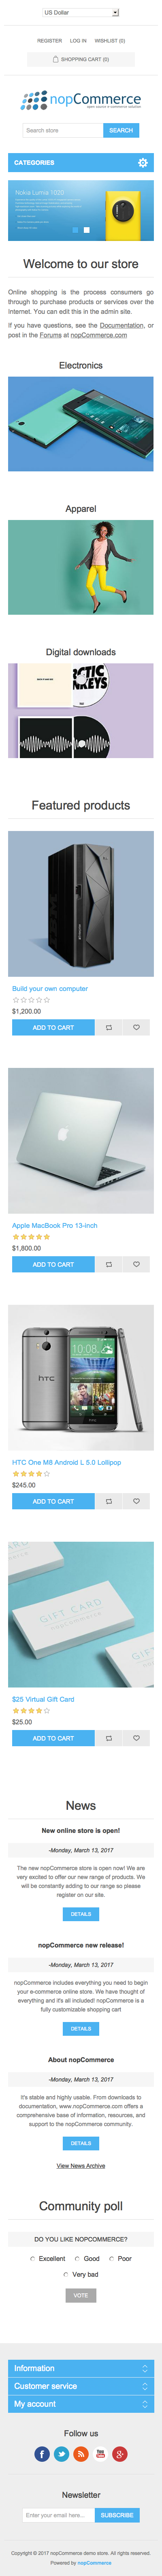 US Dollar
REGISTER LOG IN WISHLIST (0)
SHOPPING CART (0)
nopCommerce
open-source ecommerce solution
Search store SEARCH
CATEGORIES
Nokia Lumia 1020
Welcome to our store
Online shopping is the process consumers go
through to purchase products or services over the
Internet. You can edit this in the admin site.
If you have questions, see the Documentation, or
post in the Forums at nopCommerce.com
Electronics
Apparel
Digital downloads
Featured products
Build your own computer
$1,200.00
ADD TO CART
Apple MacBook Pro 13-inch
$1,800.00
ADD TO CART
hTC
HTC One M8 Android L 5.0 Lollipop
$245.00
ADD TO CART
GIFT CARD
$25 Virtual Gift Card
$25.00
ADD TO CART
News
New online store is open!
-Monday, March 13, 2017
The new nopCommerce store is open now! We are
very excited to offer our new range of products. We
will be constantly adding to our range so please
register on our site.
DETAILS
nopCommerce new release!
-Monday, March 13, 2017
nopCommerce includes everything you need to begin
your e-commerce online store. We have thought of
everything and it's all included! nopCommerce is a
fully customizable shopping cart
DETAILS
About nopCommerce
-Monday, March 13, 2017
It's stable and highly usable. From downloads to
documentation, www.nopCommerce.com offers a
comprehensive base of information, resources, and
support to the nopCommerce community.
DETAILS
View News Archive
Community poll
DO YOU LIKE NOPCOMMERCE?
Excellent Good Poor
Very bad
VOTE
Information
Customer service
My account
Follow us
Newsletter
Enter your email here... SUBSCRIBE
Copyright © 2017 nopCommerce demo store. All rights reserved.
Powered by nopCommerce